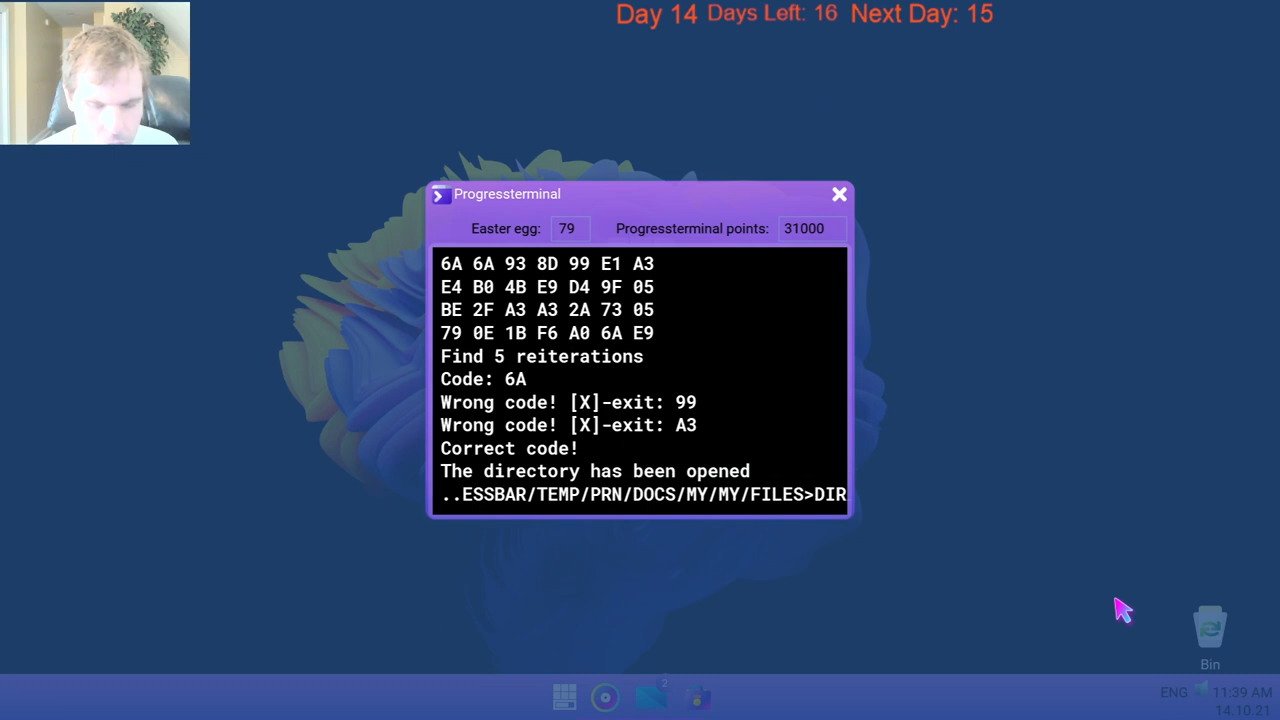 Day 14 Days Left: 16 Next Day: 15
Progressterminal
Easter egg: 79 Progressterminal points: 31000
6A 6A 93 8D 99 E1 A3
E4 B0 4B E9 D4 9F 05
BE 2F A3 A3 2A 73 05
79 0E 1B F6 A0 6A E9
Find 5 reiterations
Code: 6A
Wrong code! [X]-exit: 99
Wrong code! [X]-exit: A3
Correct code!
The directory has been opened
..ESSBAR/TEMP/PRN/DOCS/MY/MY/FILES>DIR
Bin
2
ENG 11:39 AM
14.10.21